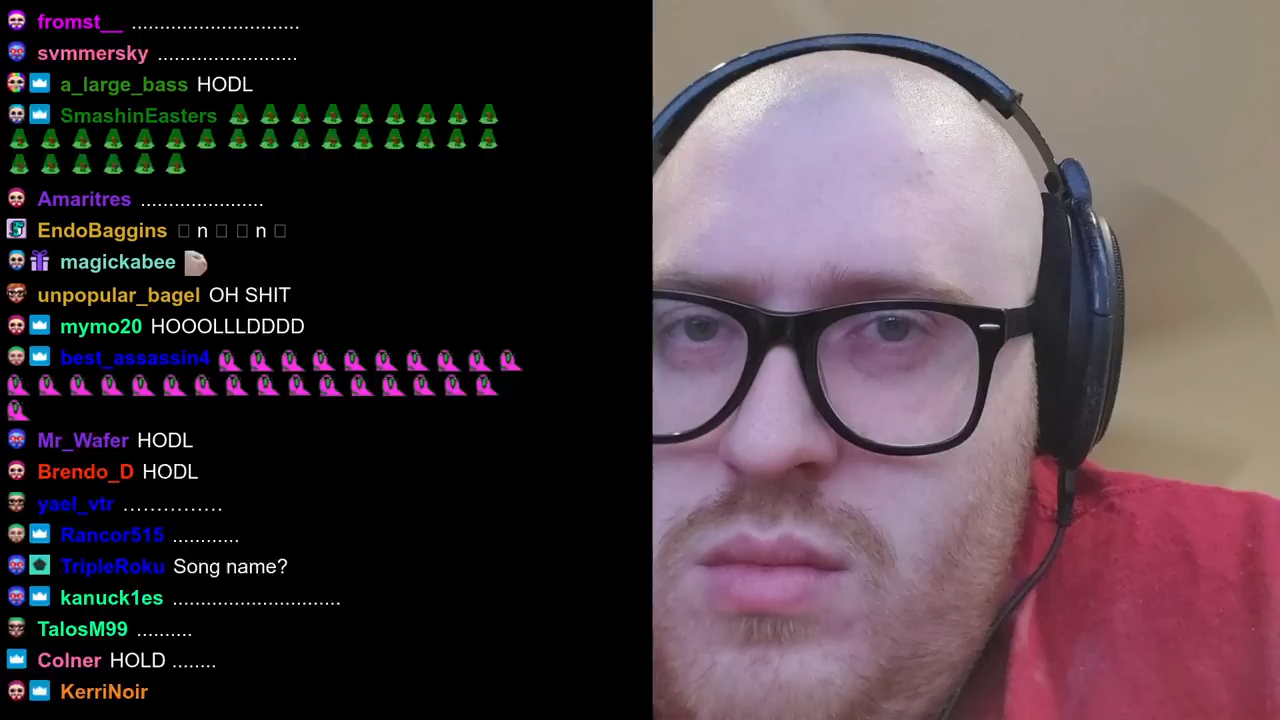 fromst__ ..............................
svmmersky .........................
a_large_bass HODL
SmashinEasters
Amaritres ......................
EndoBaggins □ n □ □ n □
magickabee
unpopular_bagel OH SHIT
mymo20 HOOOLLLDDDD
best_assassin4
Mr_Wafer HODL
Brendo_D HODL
yael_vtr ...............
Rancor515 ............
TripleRoku Song name?
kanuck1es ..............................
TalosM99 ..........
Colner HOLD ........
KerriNoir